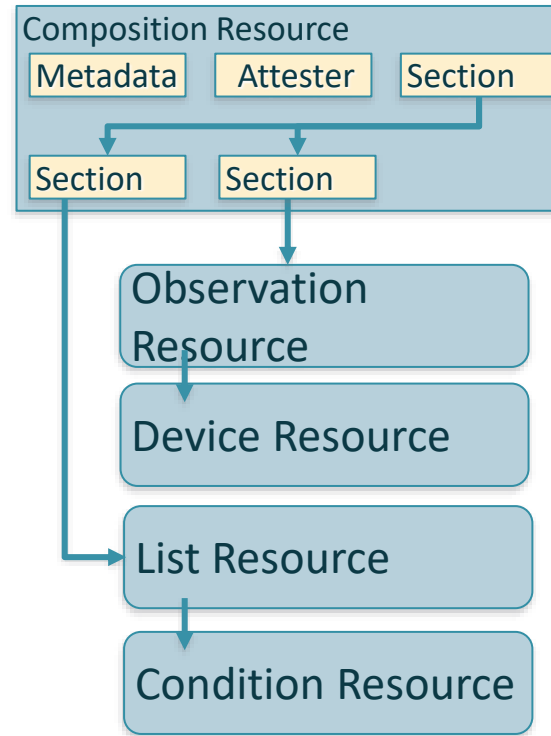 Composition Resource
Metadata
Attester
Section
Section
Section
Observation
Resource
Device Resource
List Resource
Condition Resource